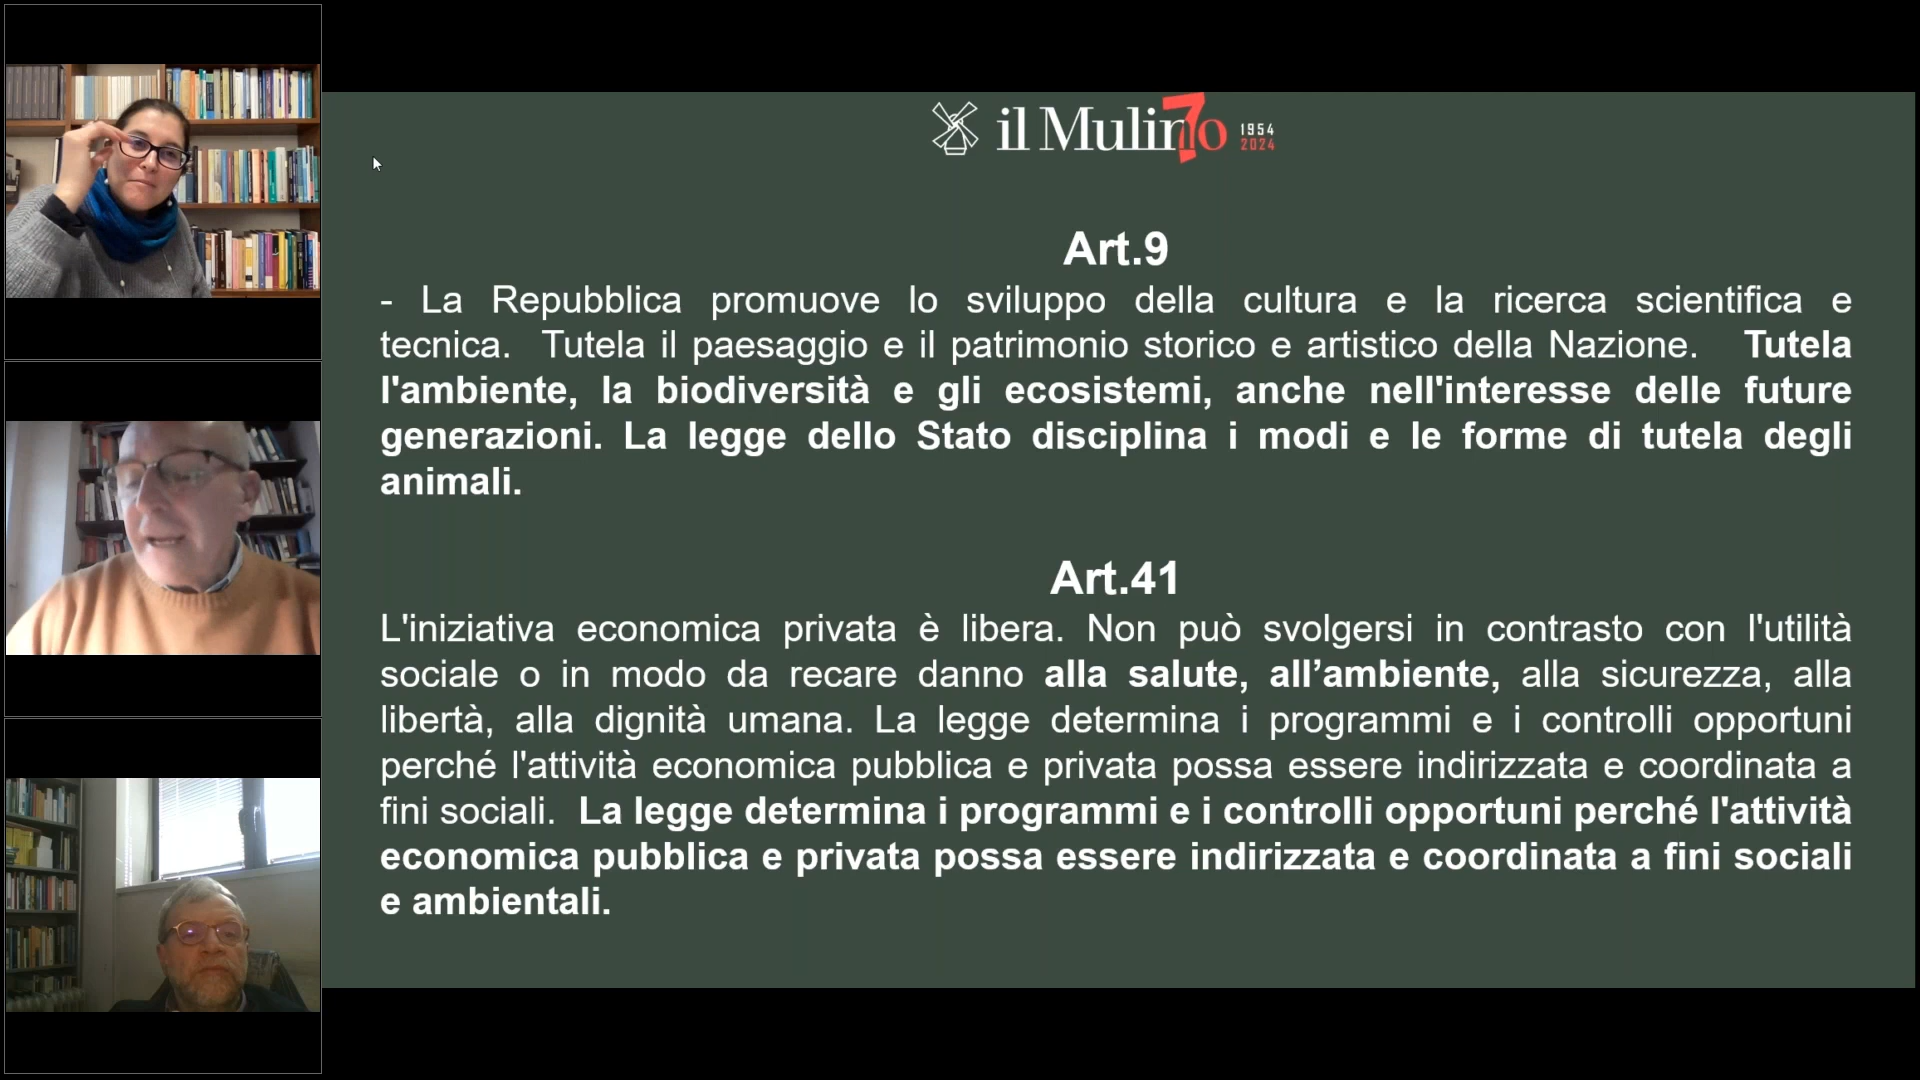 il Mulino 70 1954 2024
Art.9
- La Repubblica promuove lo sviluppo della cultura e la ricerca scientifica e
tecnica. Tutela il paesaggio e il patrimonio storico e artistico della Nazione. Tutela
l'ambiente, la biodiversità e gli ecosistemi, anche nell'interesse delle future
generazioni. La legge dello Stato disciplina i modi e le forme di tutela degli
animali.
Art.41
L'iniziativa economica privata è libera. Non può svolgersi in contrasto con l'utilità
sociale o in modo da recare danno alla salute, all’ambiente, alla sicurezza, alla
libertà, alla dignità umana. La legge determina i programmi e i controlli opportuni
perché l'attività economica pubblica e privata possa essere indirizzata e coordinata a
fini sociali. La legge determina i programmi e i controlli opportuni perché l'attività
economica pubblica e privata possa essere indirizzata e coordinata a fini sociali
e ambientali.